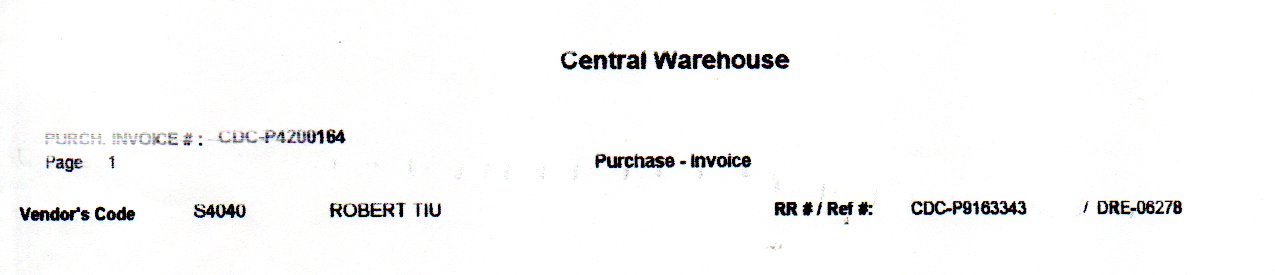 Central Warehouse
PURCH. INVOICE # : CDC-P4200164
Page 1
Purchase - Invoice
Vendor's Code S4040 ROBERT TIU RR # / Ref #: CDC-P9163343 / DRE-06278